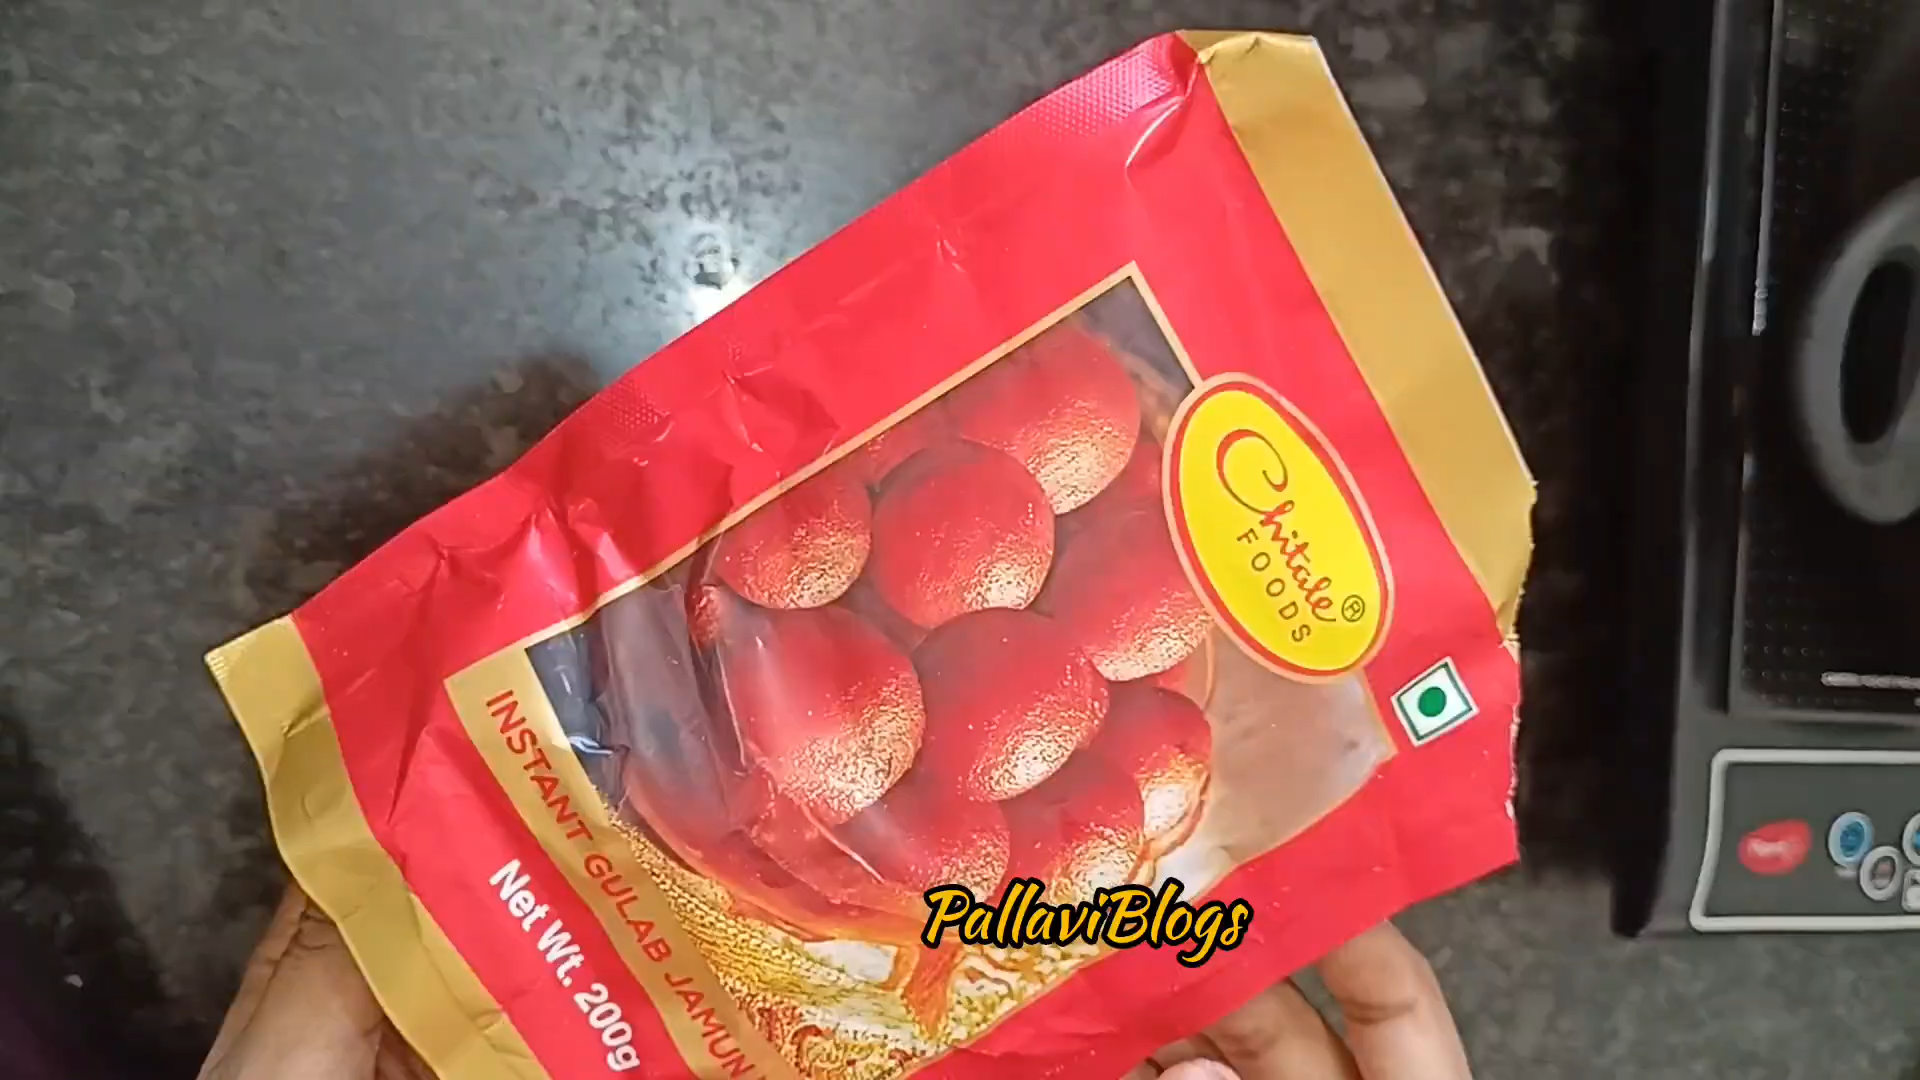 Chitale®
FOODS
INSTANT GULAB JAMUN
Net Wt. 200g
PallaviBlogs